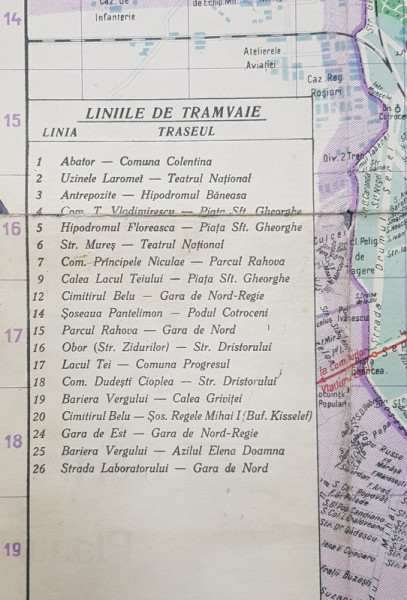 14
15
16
17
18
19
Caz. de
Infanterie
de Echip. Mil.
Atelierele
Aviației
Caz. Reg.
Roșiori
Div. 2
LINIILE DE TRAMVAIE
LINIA TRASEUL
1 Abator — Comuna Colentina
2 Uzinele Laromet — Teatrul Național
3 Antrepozite — Hipodromul Băneasa
4 Com. T. Vladimirescu — Piața Sft. Gheorghe
5 Hipodromul Floreasca — Piața Sft. Gheorghe
6 Str. Mureș — Teatrul Național
7 Com. Principele Niculae — Parcul Rahova
9 Calea Lacul Teiului — Piața Sft. Gheorghe
12 Cimitirul Belu — Gara de Nord-Regie
14 Șoseaua Pantelimon — Podul Cotroceni
15 Parcul Rahova — Gara de Nord
16 Obor (Str. Zidurilor) — Str. Dristorului
17 Lacul Tei — Comuna Progresul
18 Com. Dudești Cioplea — Str. Dristorului
19 Bariera Vergului — Calea Griviței
20 Cimitirul Belu — Șos. Regele Mihai I (Buf. Kisselef)
24 Gara de Est — Gara de Nord-Regie
25 Bariera Vergului — Azilul Elena Doamna
26 Strada Laboratorului — Gara de Nord